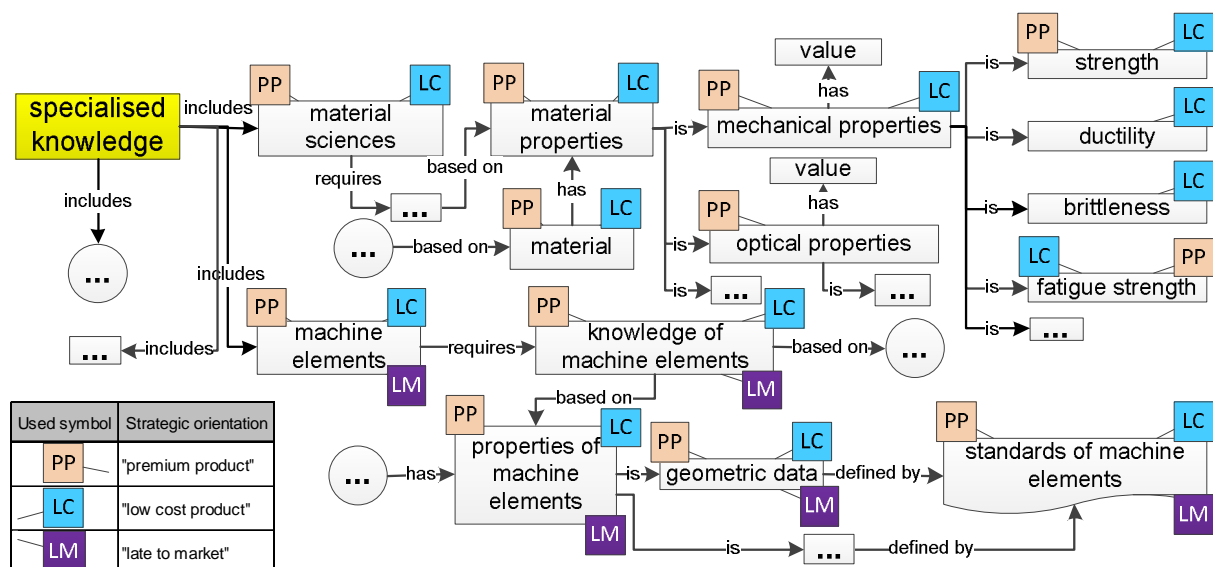 PP
LC
value
PP
LC
strength
is
has
specialised
knowledge
includes
PP
LC
material
sciences
PP
LC
material
properties
is
PP
LC
mechanical properties
is
LC
ductility
requires
...
based on
value
has
includes
...
has
PP
LC
material
... based on
is
PP
optical properties
is
LC
brittleness
is
...
is
...
is
LC
PP
fatigue strength
is
...
includes
... includes
PP
LC
machine
elements
LM
requires
PP
LC
knowledge of
machine elements
LM
based on
...
based on
Used symbol
Strategic orientation
PP
"premium product"
LC
"low cost product"
LM
"late to market"
...
has
PP
LC
properties of
machine
elements
LM
is
PP
LC
geometric data
LM
defined by
PP
LC
standards of machine
elements
LM
is
...
defined by